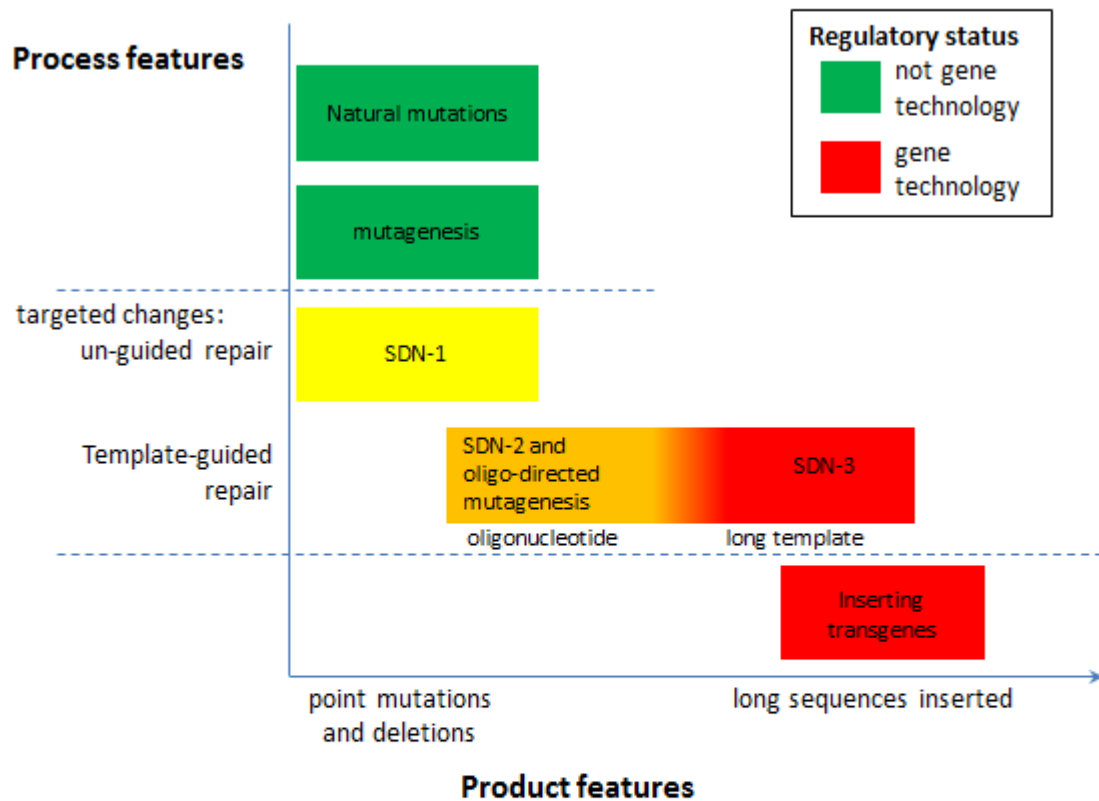 Process features
Regulatory status
not gene
technology
gene
technology
Natural mutations
mutagenesis
targeted changes:
un-guided repair
SDN-1
Template-guided
repair
SDN-2 and
oligo-directed
mutagenesis
SDN-3
oligonucleotide
long template
Inserting
transgenes
point mutations
and deletions
long sequences inserted
Product features